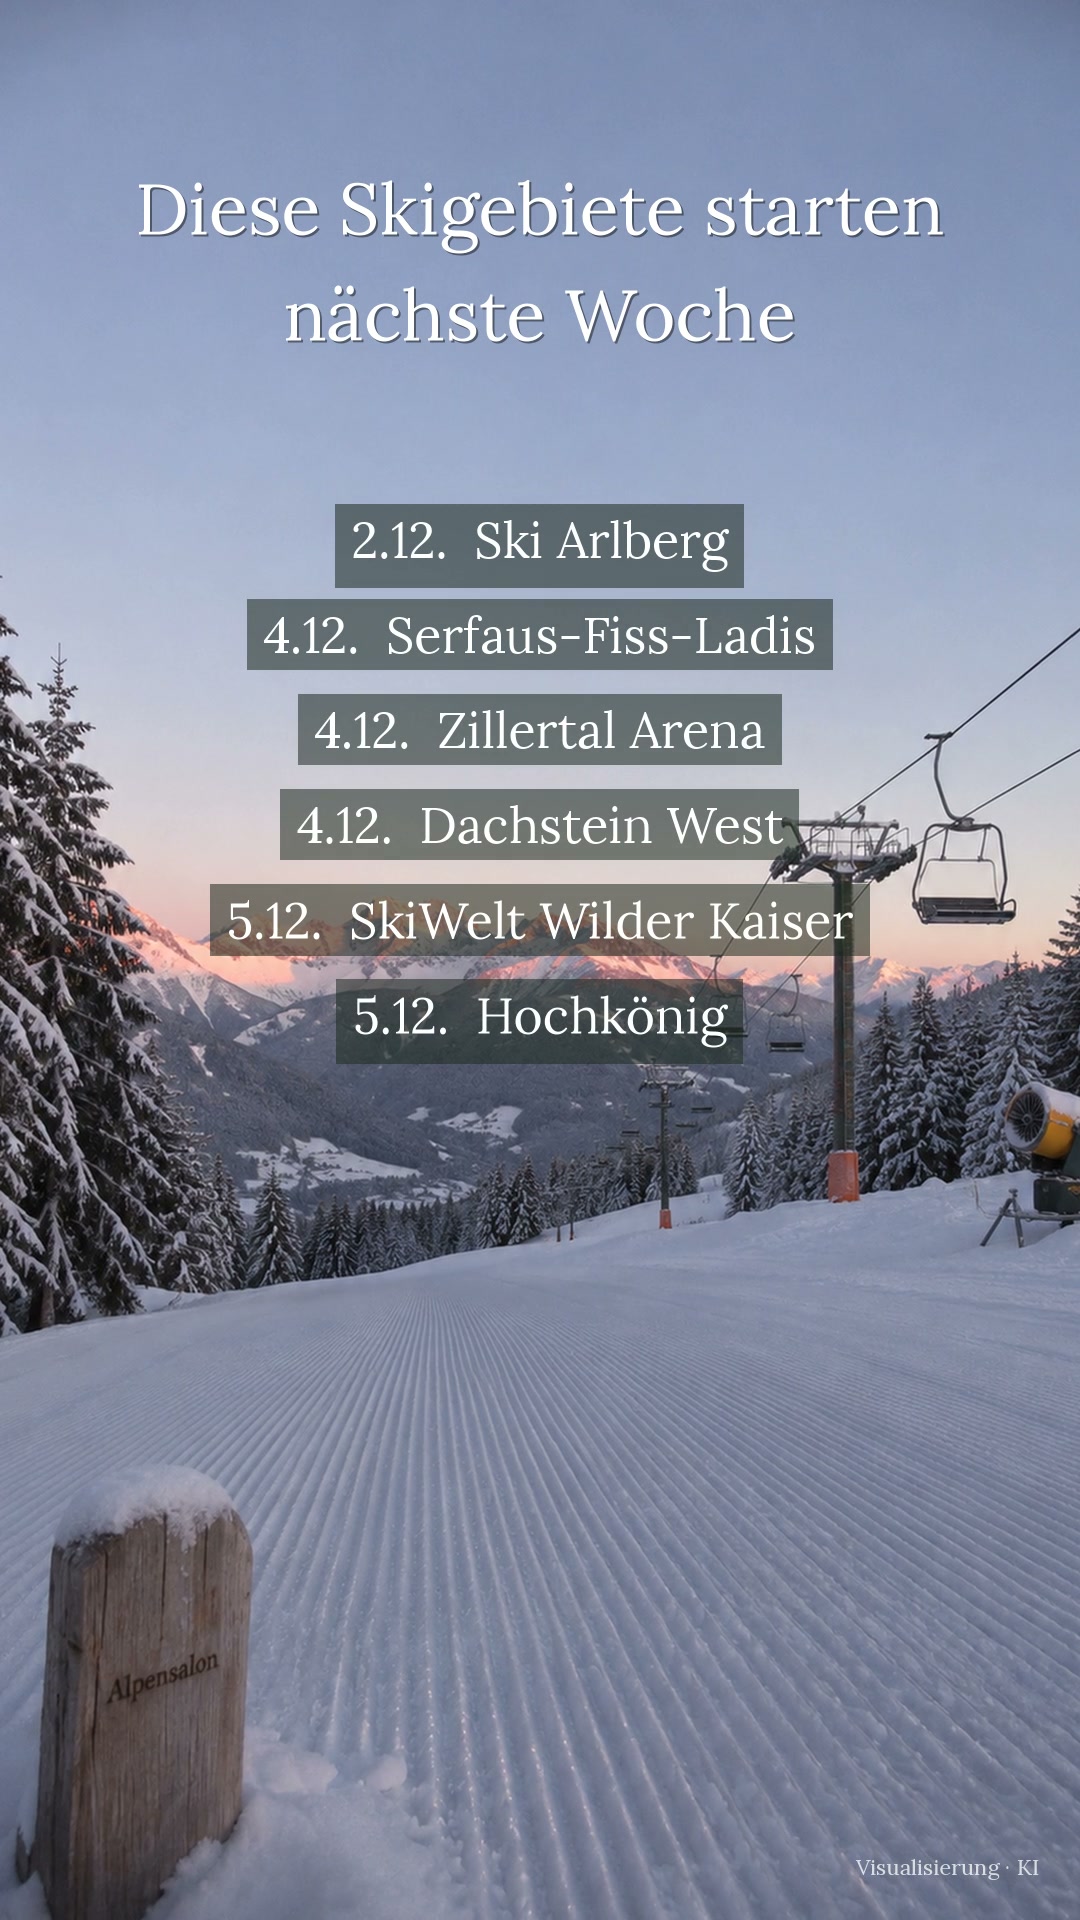 Diese Skigebiete starten
nächste Woche
2.12. Ski Arlberg
4.12. Serfaus-Fiss-Ladis
4.12. Zillertal Arena
4.12. Dachstein West
5.12. SkiWelt Wilder Kaiser
5.12. Hochkönig
Alpensalon
Visualisierung · KI